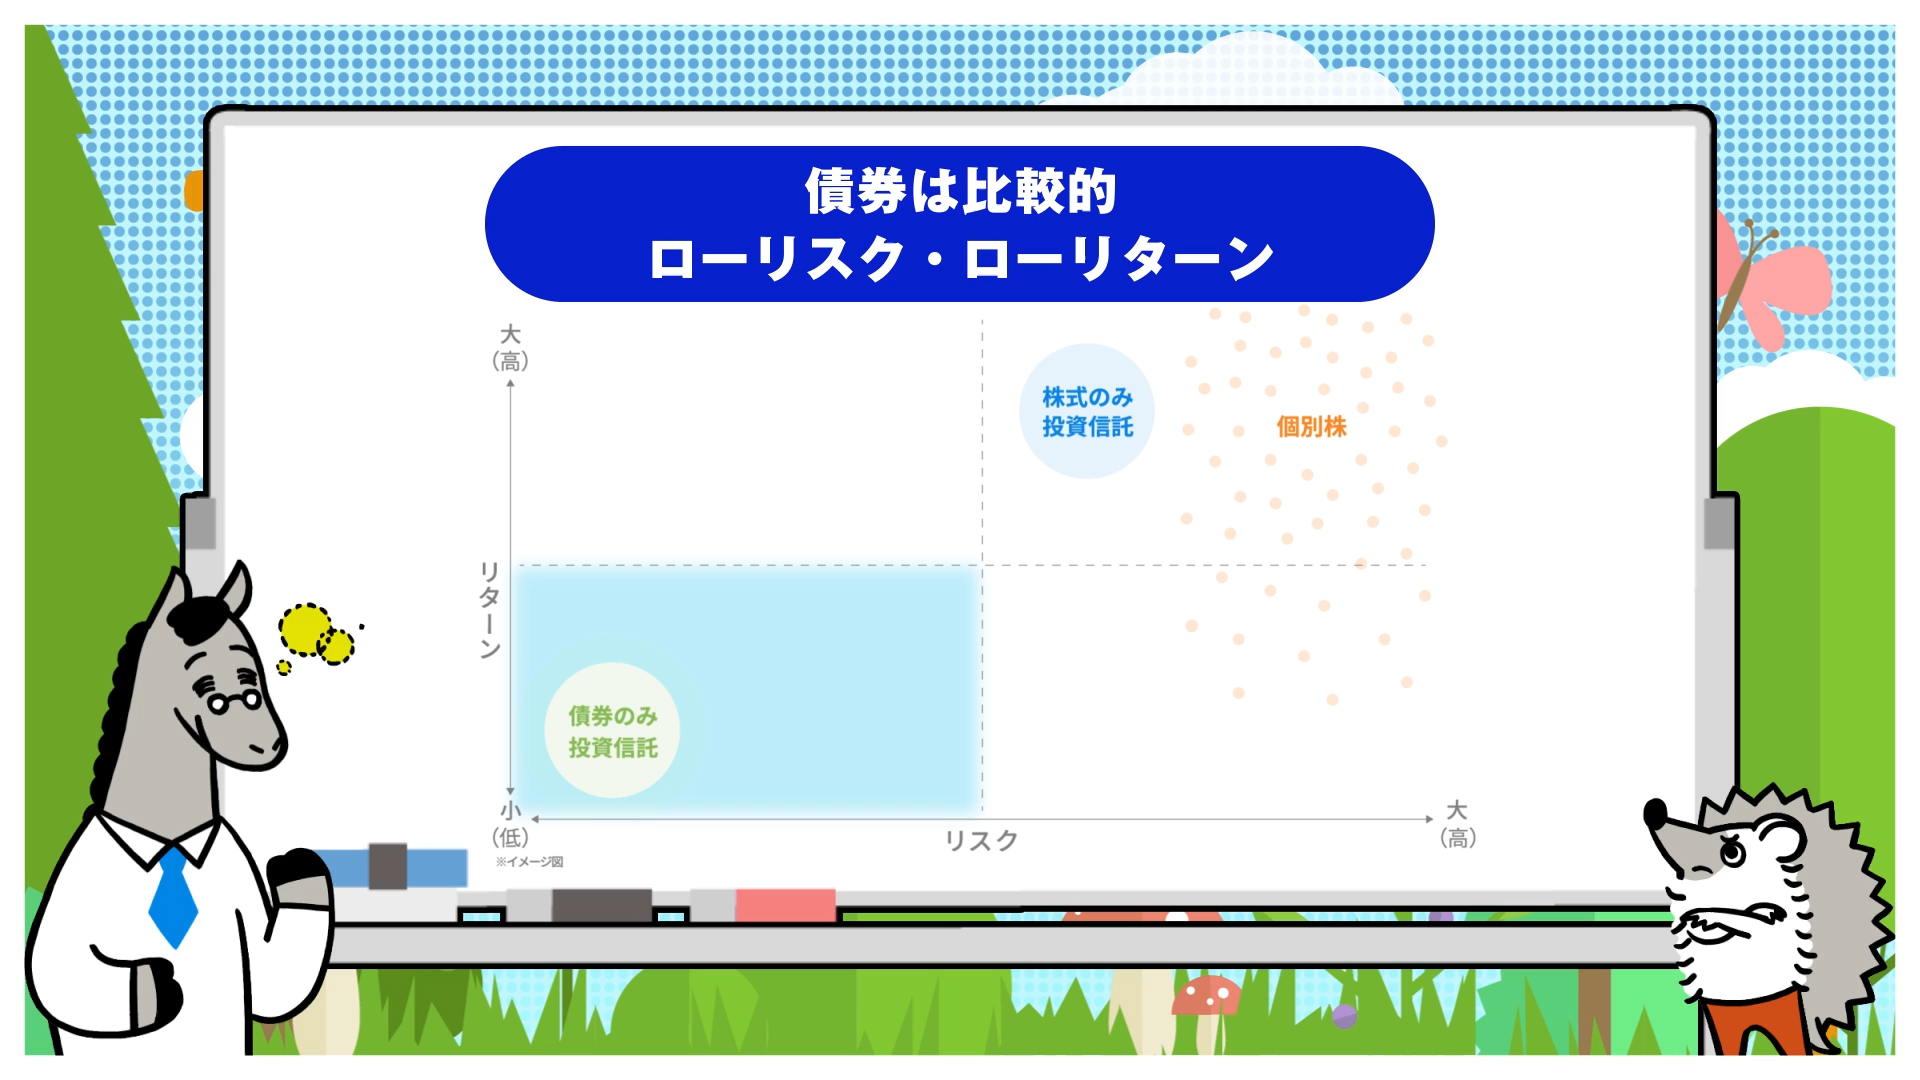 債券は比較的
ローリスク・ローリターン
大
（高）
株式のみ
投資信託
個別株
リターン
債券のみ
投資信託
小
（低）
リスク
大
（高）
※イメージ図